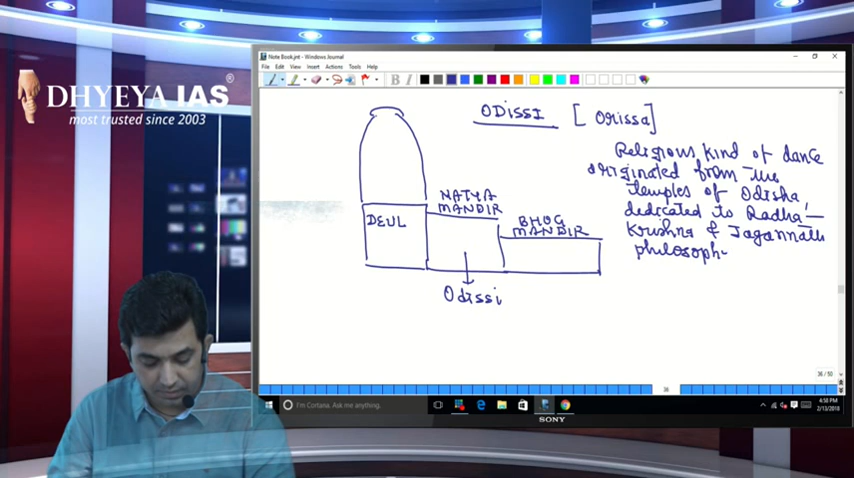 DHYEYA IAS®
most trusted since 2003
Note Book.jnt - Windows Journal
File Edit View Insert Actions Tools Help
B I
ODISSI [Orissa]
Religious kind of dance
originated from the
temples of Odisha,
dedicated to Radha-
Krishna & Jagannath
philosoph-
NATYA
MANDIR
DEUL
BHOG
MANDIR
Odissi
36 / 50
36
I'm Cortana. Ask me anything.
4:58 PM
2/13/2018
SONY